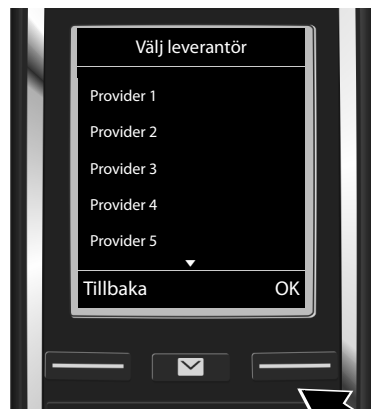 Välj leverantör
Provider 1
Provider 2
Provider 3
Provider 4
Provider 5
Tillbaka OK